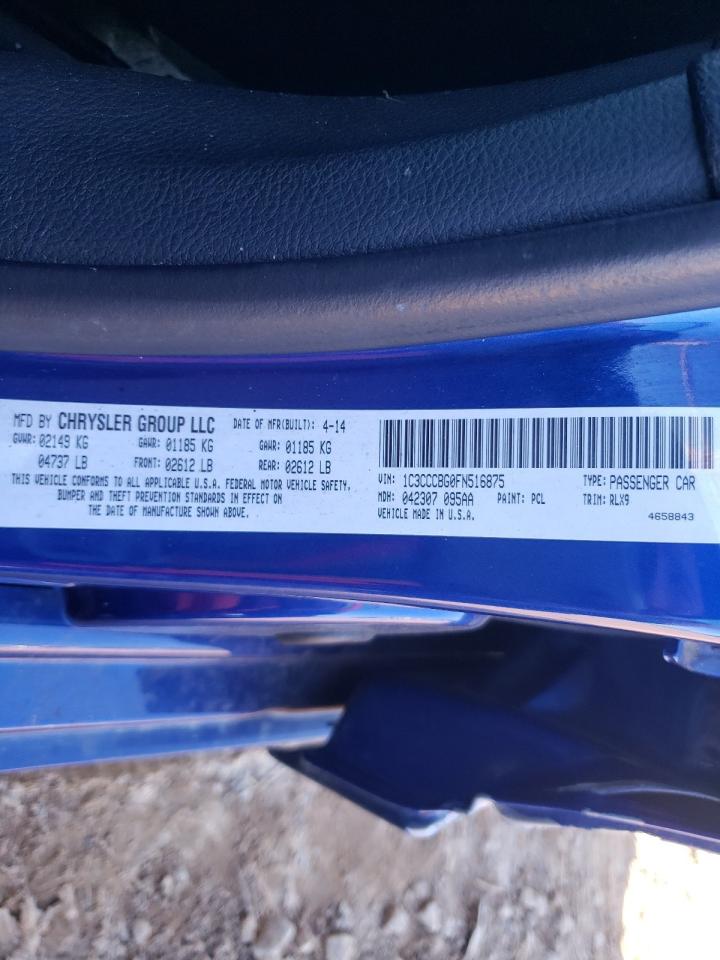 MFD BY CHRYSLER GROUP LLC DATE OF MFR(BUILT): 4-14
GVWR: 02149 KG GAWR: 01185 KG GAWR: 01185 KG
04737 LB FRONT: 02612 LB REAR: 02612 LB
THIS VEHICLE CONFORMS TO ALL APPLICABLE U.S.A. FEDERAL MOTOR VEHICLE SAFETY,
BUMPER AND THEFT PREVENTION STANDARDS IN EFFECT ON
THE DATE OF MANUFACTURE SHOWN ABOVE.
VIN: 1C3CCCBG0FN516875 TYPE: PASSENGER CAR
MDH: 042307 095AA PAINT: PCL TRIM: RLX9
VEHICLE MADE IN U.S.A. 4658843